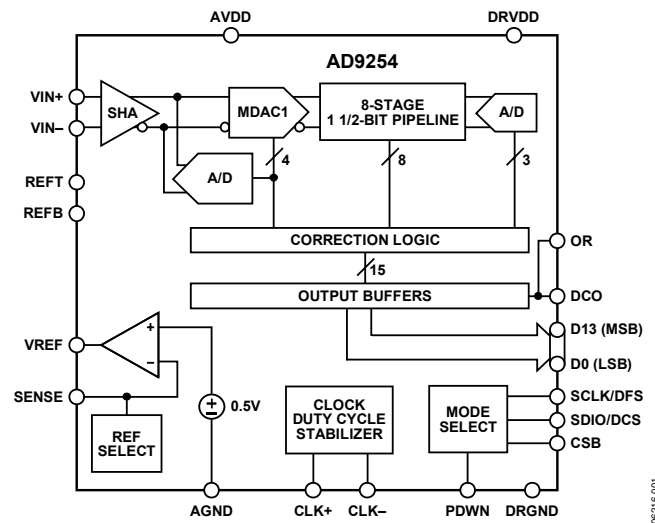 AVDD
DRVDD
AD9254
VIN+
VIN–
SHA
MDAC1
8-STAGE
1 1/2-BIT PIPELINE
A/D
4
8
3
A/D
REFT
REFB
CORRECTION LOGIC
OR
15
OUTPUT BUFFERS
DCO
D13 (MSB)
D0 (LSB)
VREF
+
–
SENSE
0.5V
REF
SELECT
CLOCK
DUTY CYCLE
STABILIZER
MODE
SELECT
SCLK/DFS
SDIO/DCS
CSB
AGND
CLK+
CLK–
PDWN
DRGND
06216-001